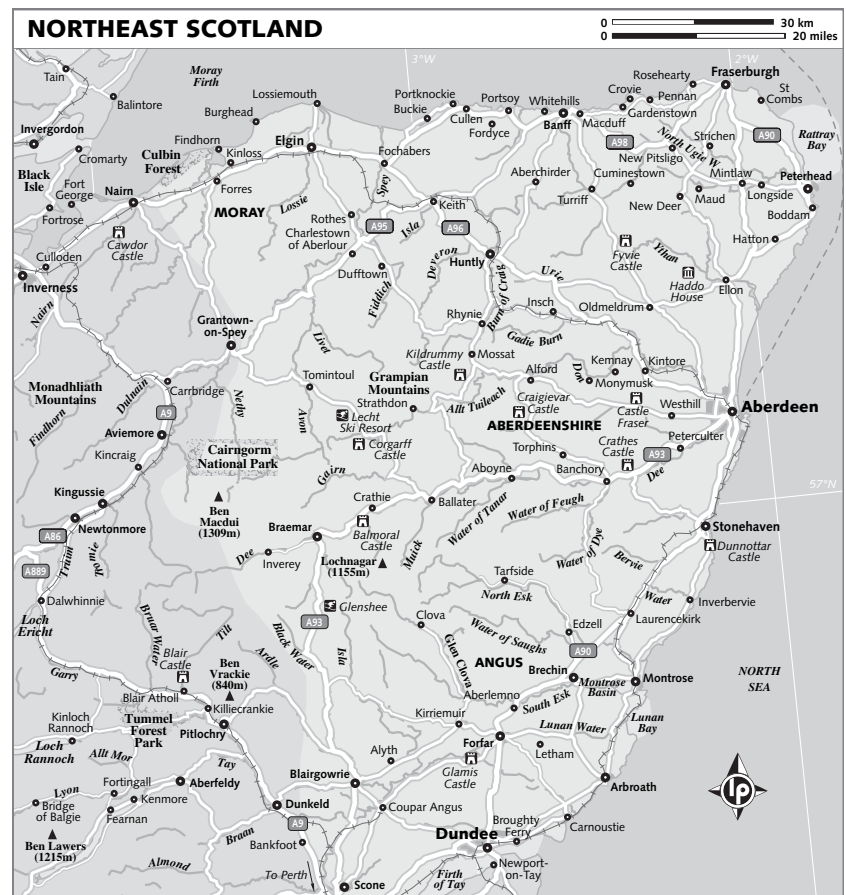 NORTHEAST SCOTLAND
0 30 km
0 20 miles
3°W
2°W
Moray
Firth
Tain
Balintore
Invergordon
Cromarty
Black
Isle
Fort
George
Fortrose
Nairn
Culloden
Inverness
Nairn
Cawdor
Castle
Culbin
Forest
Findhorn
Kinloss
Forres
Burghead
Lossiemouth
Elgin
MORAY
Lossie
Portknockie
Buckie
Cullen
Fordyce
Portsoy
Whitehills
Banff
Macduff
Crovie
Gardenstown
Pennan
Rosehearty
Fraserburgh
St
Combs
Rattray
Bay
A98
A90
New Pitsligo
North Ugie W
Strichen
Mintlaw
Longside
Peterhead
Boddam
Hatton
Maud
New Deer
Cuminestown
Turriff
Aberchirder
Fochabers
Spey
Keith
A95
A96
Isla
Rothes
Charlestown
of Aberlour
Dufftown
Fiddich
Deveron
Huntly
Burn of Craig
Urie
Fyvie
Castle
Ythan
Haddo
House
Ellon
Oldmeldrum
Insch
Rhynie
Gadie Burn
Grantown-
on-Spey
Livet
Kildrummy
Castle
Mossat
Alford
Don
Kemnay
Monymusk
Kintore
Tomintoul
Grampian
Mountains
Strathdon
Allt Tuileach
Craigievar
Castle
Castle
Fraser
Westhill
Aberdeen
ABERDEENSHIRE
Peterculter
A93
Crathes
Castle
Dee
Monadhliath
Mountains
Dulnain
Carrbridge
Nethy
Avon
Findhorn
A9
Aviemore
Kincraig
Lecht
Ski Resort
Corgarff
Castle
Cairngorm
National Park
Gairn
Torphins
Aboyne
Banchory
57°N
Kingussie
Newtonmore
A86
A889
Ben
Macdui
(1309m)
Crathie
Ballater
Water of Tanar
Water of Feugh
Braemar
Balmoral
Castle
Muick
Water of Dye
Bervie
Water
Stonehaven
Dunnottar
Castle
Dee
Inverey
Lochnagar
(1155m)
Truim
Dalwhinnie
Loch
Ericht
Tarfside
North Esk
Inverbervie
Laurencekirk
Glenshee
A93
Clova
Glen Clova
Water of Saughs
Edzell
A90
Bruar Water
Tilt
Black Water
Isla
Ardle
Blair
Castle
Ben
Vrackie
(840m)
ANGUS
Brechin
Montrose
Basin
Montrose
NORTH
SEA
Garry
Blair Atholl
Killiecrankie
Aberlemno
South Esk
Kinloch
Rannoch
Tummel
Forest
Park
Pitlochry
Kirriemuir
Lunan Water
Lunan
Bay
Loch
Rannoch
Allt Mor
Tay
Alyth
Forfar
Letham
Glamis
Castle
Lyon
Fortingall
Aberfeldy
Blairgowrie
Arbroath
Bridge
of Balgie
Kenmore
Fearnan
Dunkeld
Coupar Angus
Broughty
Ferry
Carnoustie
A9
Braan
Dundee
Ben Lawers
(1215m)
Bankfoot
Newport-
on-Tay
Almond
To Perth
Scone
Firth
of Tay
lp